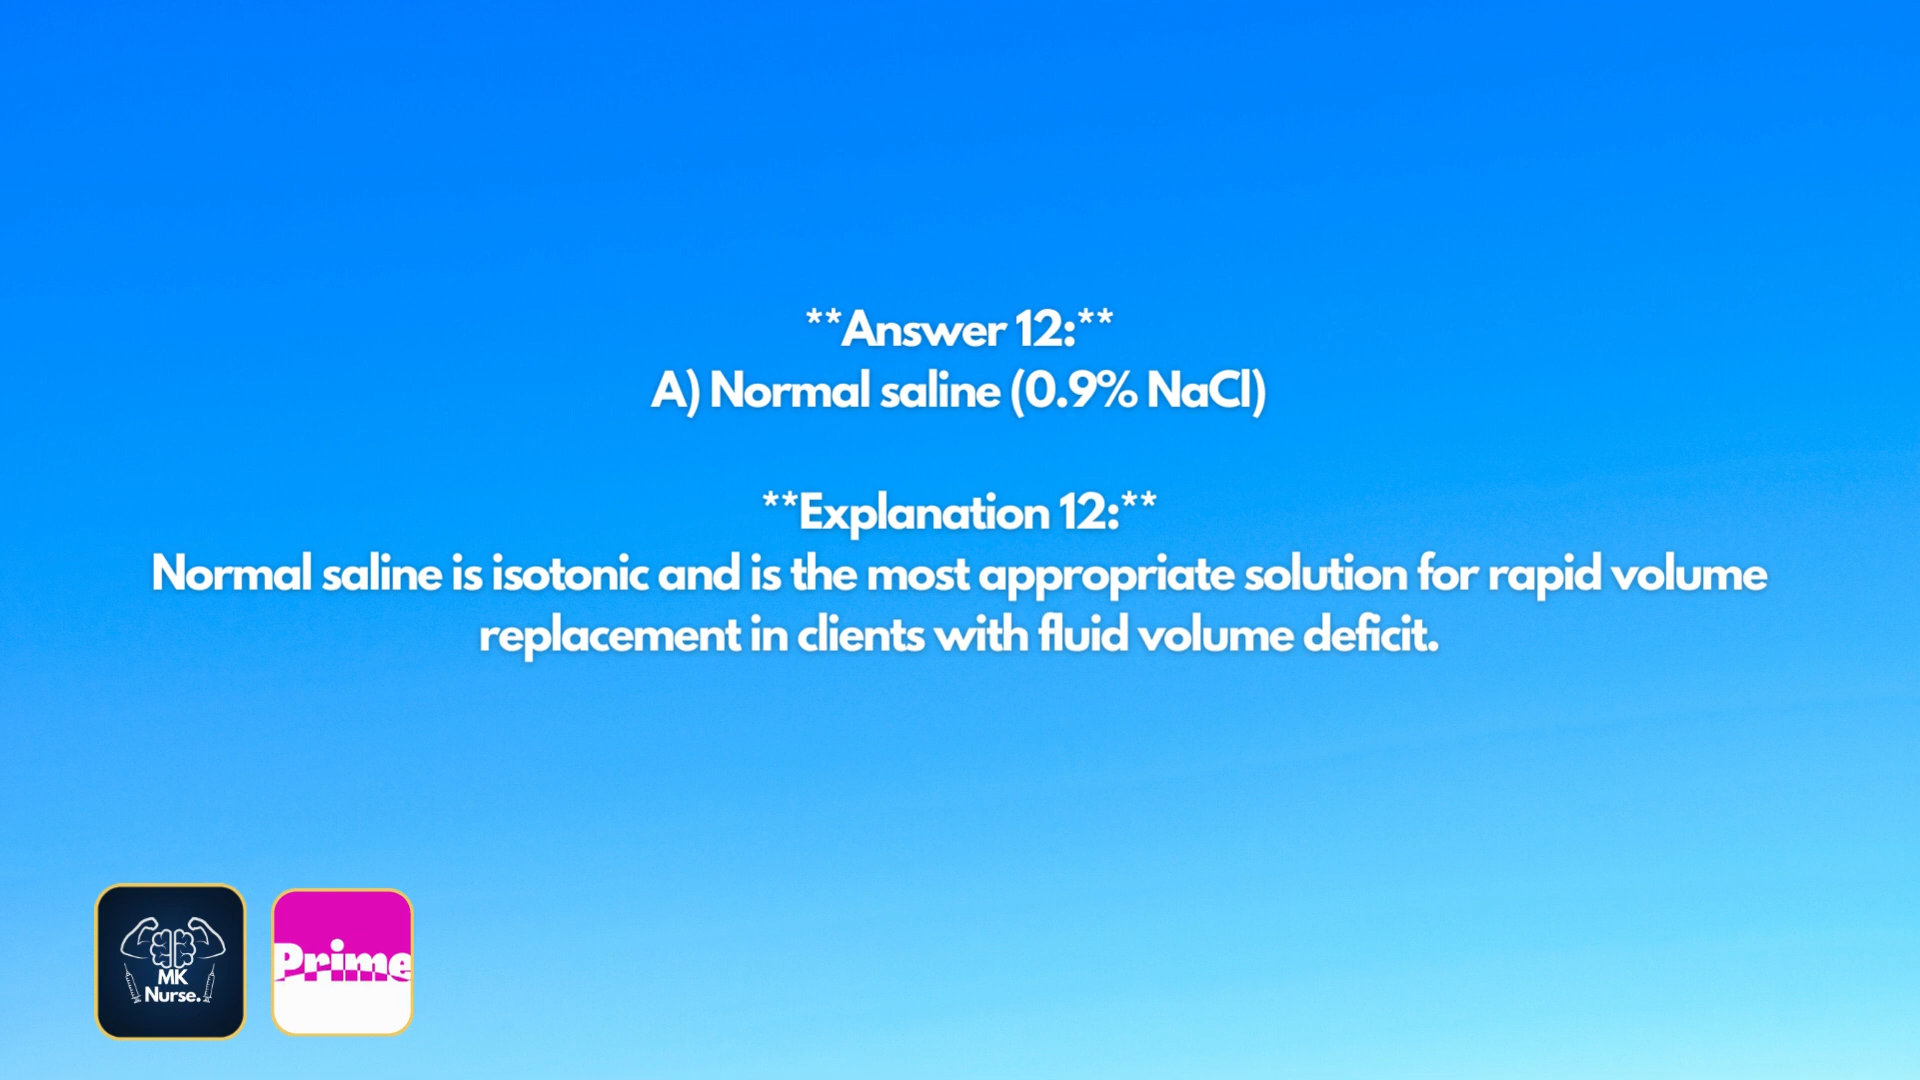 **Answer 12:**
A) Normal saline (0.9% NaCl)
**Explanation 12:**
Normal saline is isotonic and is the most appropriate solution for rapid volume
replacement in clients with fluid volume deficit.
MK
Nurse.
Prime